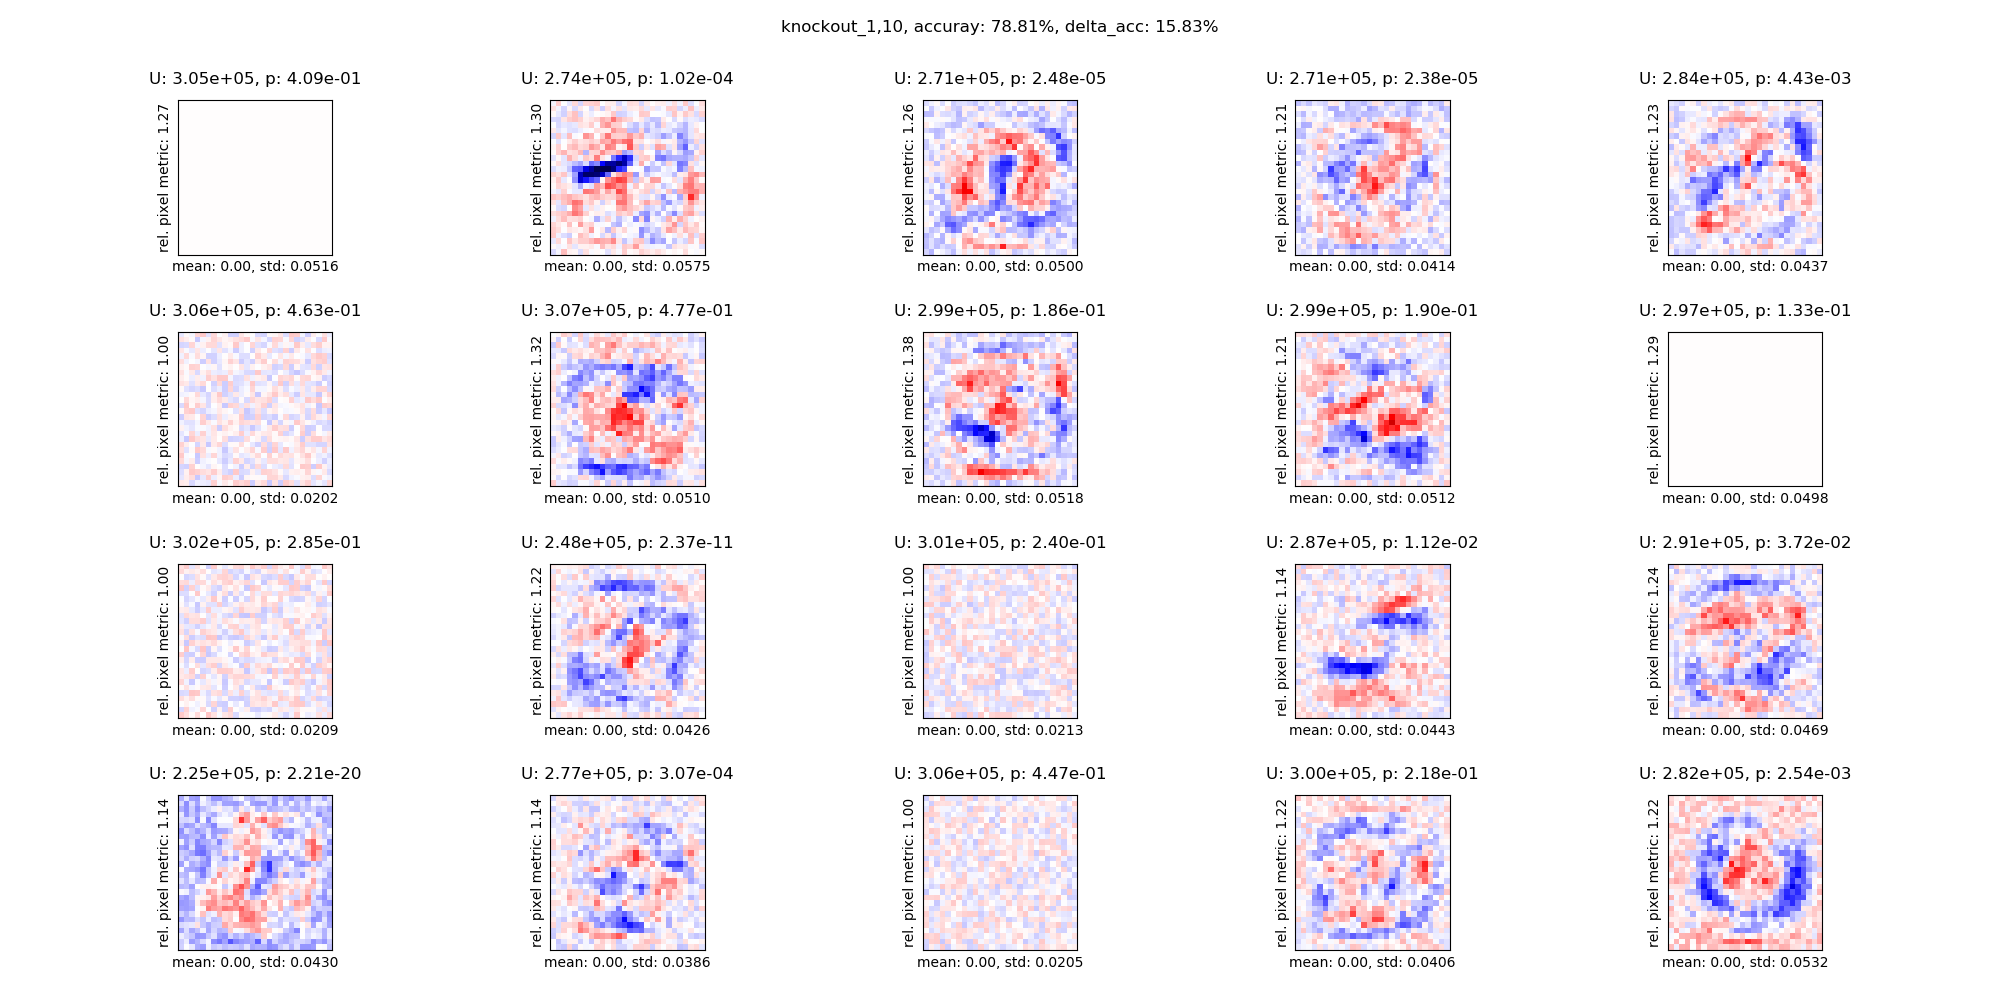 knockout_1,10, accuray: 78.81%, delta_acc: 15.83%
U: 3.05e+05, p: 4.09e-01
rel. pixel metric: 1.27
mean: 0.00, std: 0.0516
U: 2.74e+05, p: 1.02e-04
rel. pixel metric: 1.30
mean: 0.00, std: 0.0575
U: 2.71e+05, p: 2.48e-05
rel. pixel metric: 1.26
mean: 0.00, std: 0.0500
U: 2.71e+05, p: 2.38e-05
rel. pixel metric: 1.21
mean: 0.00, std: 0.0414
U: 2.84e+05, p: 4.43e-03
rel. pixel metric: 1.23
mean: 0.00, std: 0.0437
U: 3.06e+05, p: 4.63e-01
rel. pixel metric: 1.00
mean: 0.00, std: 0.0202
U: 3.07e+05, p: 4.77e-01
rel. pixel metric: 1.32
mean: 0.00, std: 0.0510
U: 2.99e+05, p: 1.86e-01
rel. pixel metric: 1.38
mean: 0.00, std: 0.0518
U: 2.99e+05, p: 1.90e-01
rel. pixel metric: 1.21
mean: 0.00, std: 0.0512
U: 2.97e+05, p: 1.33e-01
rel. pixel metric: 1.29
mean: 0.00, std: 0.0498
U: 3.02e+05, p: 2.85e-01
rel. pixel metric: 1.00
mean: 0.00, std: 0.0209
U: 2.48e+05, p: 2.37e-11
rel. pixel metric: 1.22
mean: 0.00, std: 0.0426
U: 3.01e+05, p: 2.40e-01
rel. pixel metric: 1.00
mean: 0.00, std: 0.0213
U: 2.87e+05, p: 1.12e-02
rel. pixel metric: 1.14
mean: 0.00, std: 0.0443
U: 2.91e+05, p: 3.72e-02
rel. pixel metric: 1.24
mean: 0.00, std: 0.0469
U: 2.25e+05, p: 2.21e-20
rel. pixel metric: 1.14
mean: 0.00, std: 0.0430
U: 2.77e+05, p: 3.07e-04
rel. pixel metric: 1.14
mean: 0.00, std: 0.0386
U: 3.06e+05, p: 4.47e-01
rel. pixel metric: 1.00
mean: 0.00, std: 0.0205
U: 3.00e+05, p: 2.18e-01
rel. pixel metric: 1.22
mean: 0.00, std: 0.0406
U: 2.82e+05, p: 2.54e-03
rel. pixel metric: 1.22
mean: 0.00, std: 0.0532